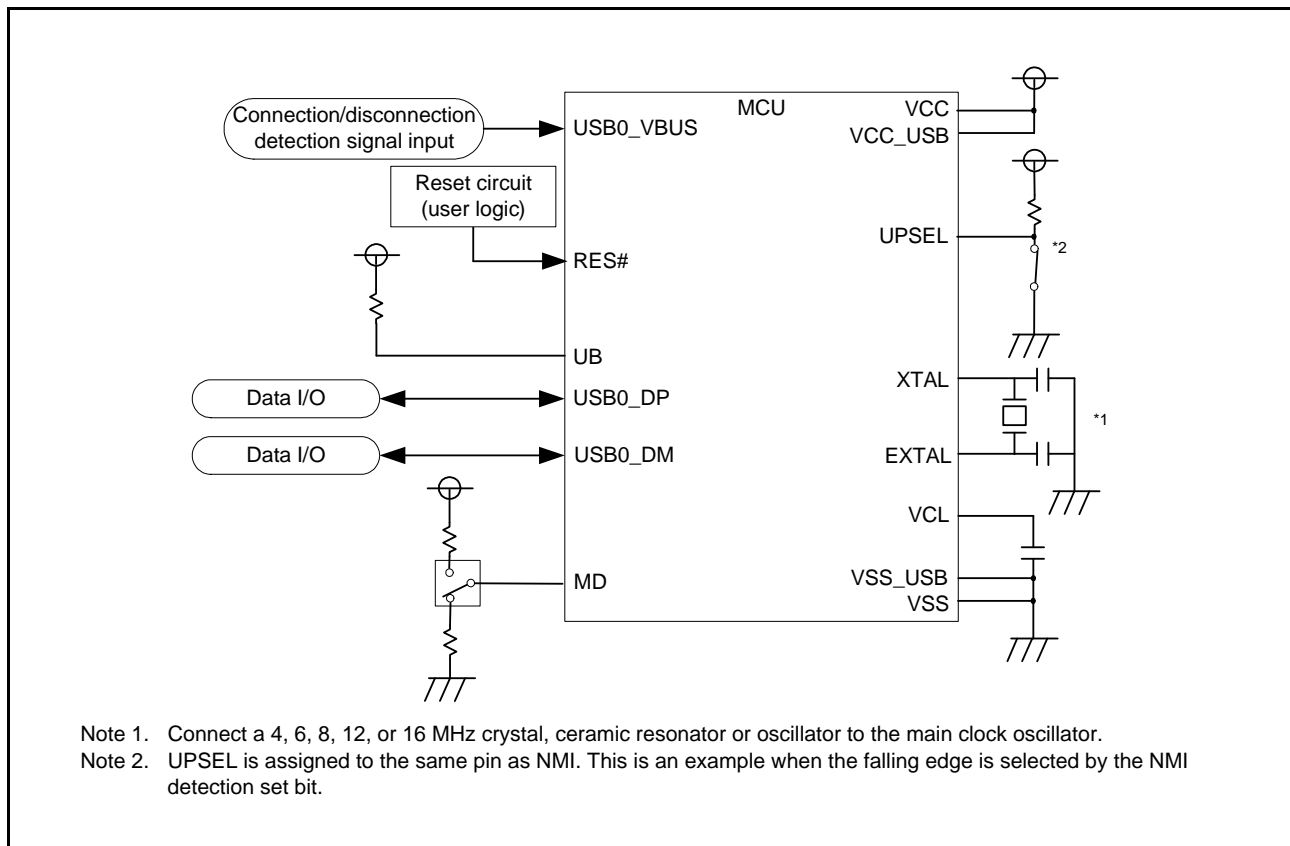 MCU
Connection/disconnection
detection signal input
USB0_VBUS
Reset circuit
(user logic)
RES#
UB
Data I/O
USB0_DP
Data I/O
USB0_DM
MD
VCC
VCC_USB
UPSEL
*2
XTAL
*1
EXTAL
VCL
VSS_USB
VSS
Note 1. Connect a 4, 6, 8, 12, or 16 MHz crystal, ceramic resonator or oscillator to the main clock oscillator.
Note 2. UPSEL is assigned to the same pin as NMI. This is an example when the falling edge is selected by the NMI
detection set bit.